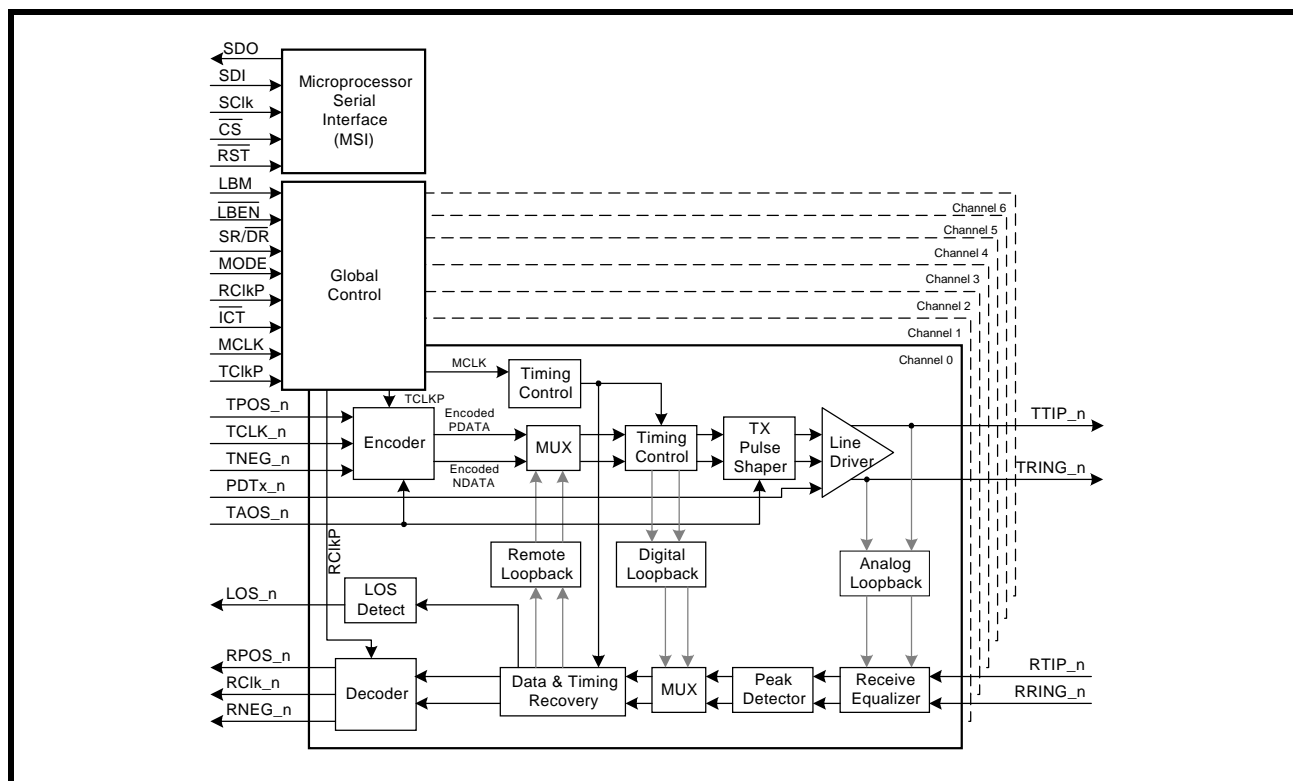 SDO
SDI
SClk
CS
RST
Microprocessor
Serial
Interface
(MSI)
LBM
LBEN
SR/DR
MODE
RClkP
ICT
MCLK
TClkP
Global
Control
Channel 6
Channel 5
Channel 4
Channel 3
Channel 2
Channel 1
Channel 0
MCLK
Timing
Control
TPOS_n
TCLK_n
TNEG_n
PDTx_n
TAOS_n
TCLKP
Encoder
Encoded
PDATA
Encoded
NDATA
MUX
Timing
Control
TX
Pulse
Shaper
Line
Driver
TTIP_n
TRING_n
RClkP
Remote
Loopback
Digital
Loopback
Analog
Loopback
LOS_n
LOS
Detect
RPOS_n
RClk_n
RNEG_n
Decoder
Data & Timing
Recovery
MUX
Peak
Detector
Receive
Equalizer
RTIP_n
RRING_n